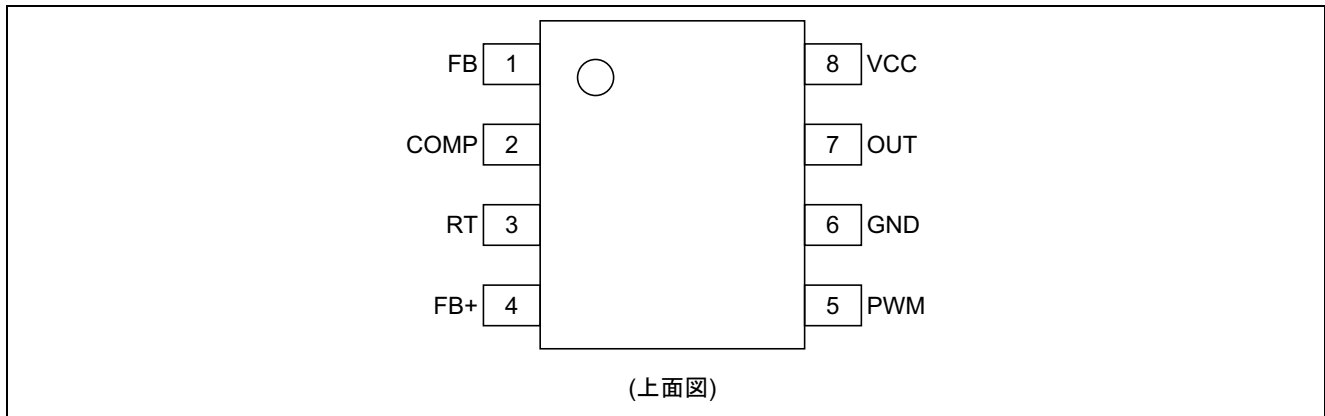 FB 1 8 VCC
COMP 2 7 OUT
RT 3 6 GND
FB+ 4 5 PWM
(上面図)